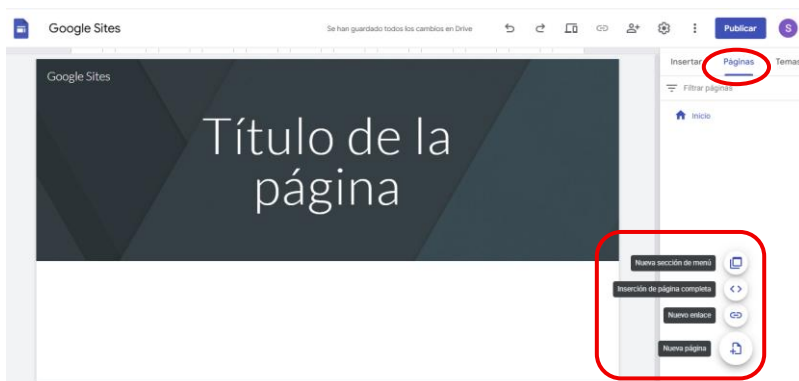 Google Sites
Se han guardado todos los cambios en Drive
Publicar
S
Insertar Páginas Temas
Google Sites
Filtrar páginas
Inicio
Título de la
página
Nueva sección de menú
Inserción de página completa
Nuevo enlace
Nueva página